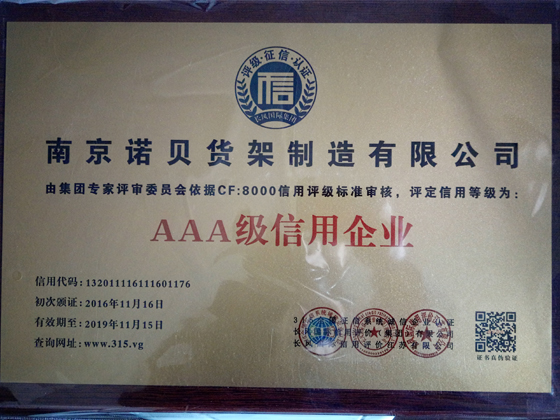 评级·征信·认证
信
长风国际集团
南京诺贝货架制造有限公司
由集团专家评审委员会依据CF:8000信用评级标准审核，评定信用等级为：
AAA级信用企业
信用代码：132011116111601176
初次颁证：2016年11月16日
有效期至：2019年11月15日
查询网址：www.315.vg
证书真伪验证